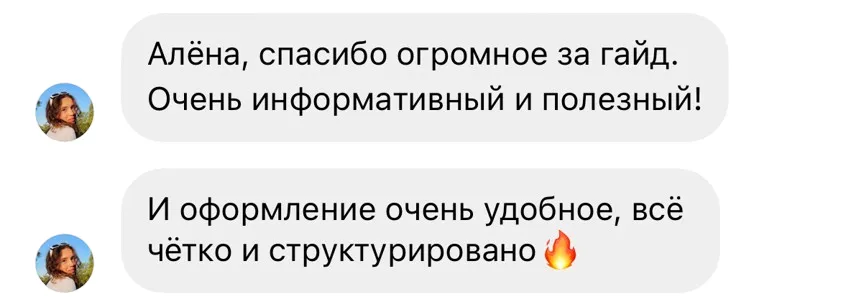 Алёна, спасибо огромное за гайд.
Очень информативный и полезный!
И оформление очень удобное, всё
чётко и структурировано🔥